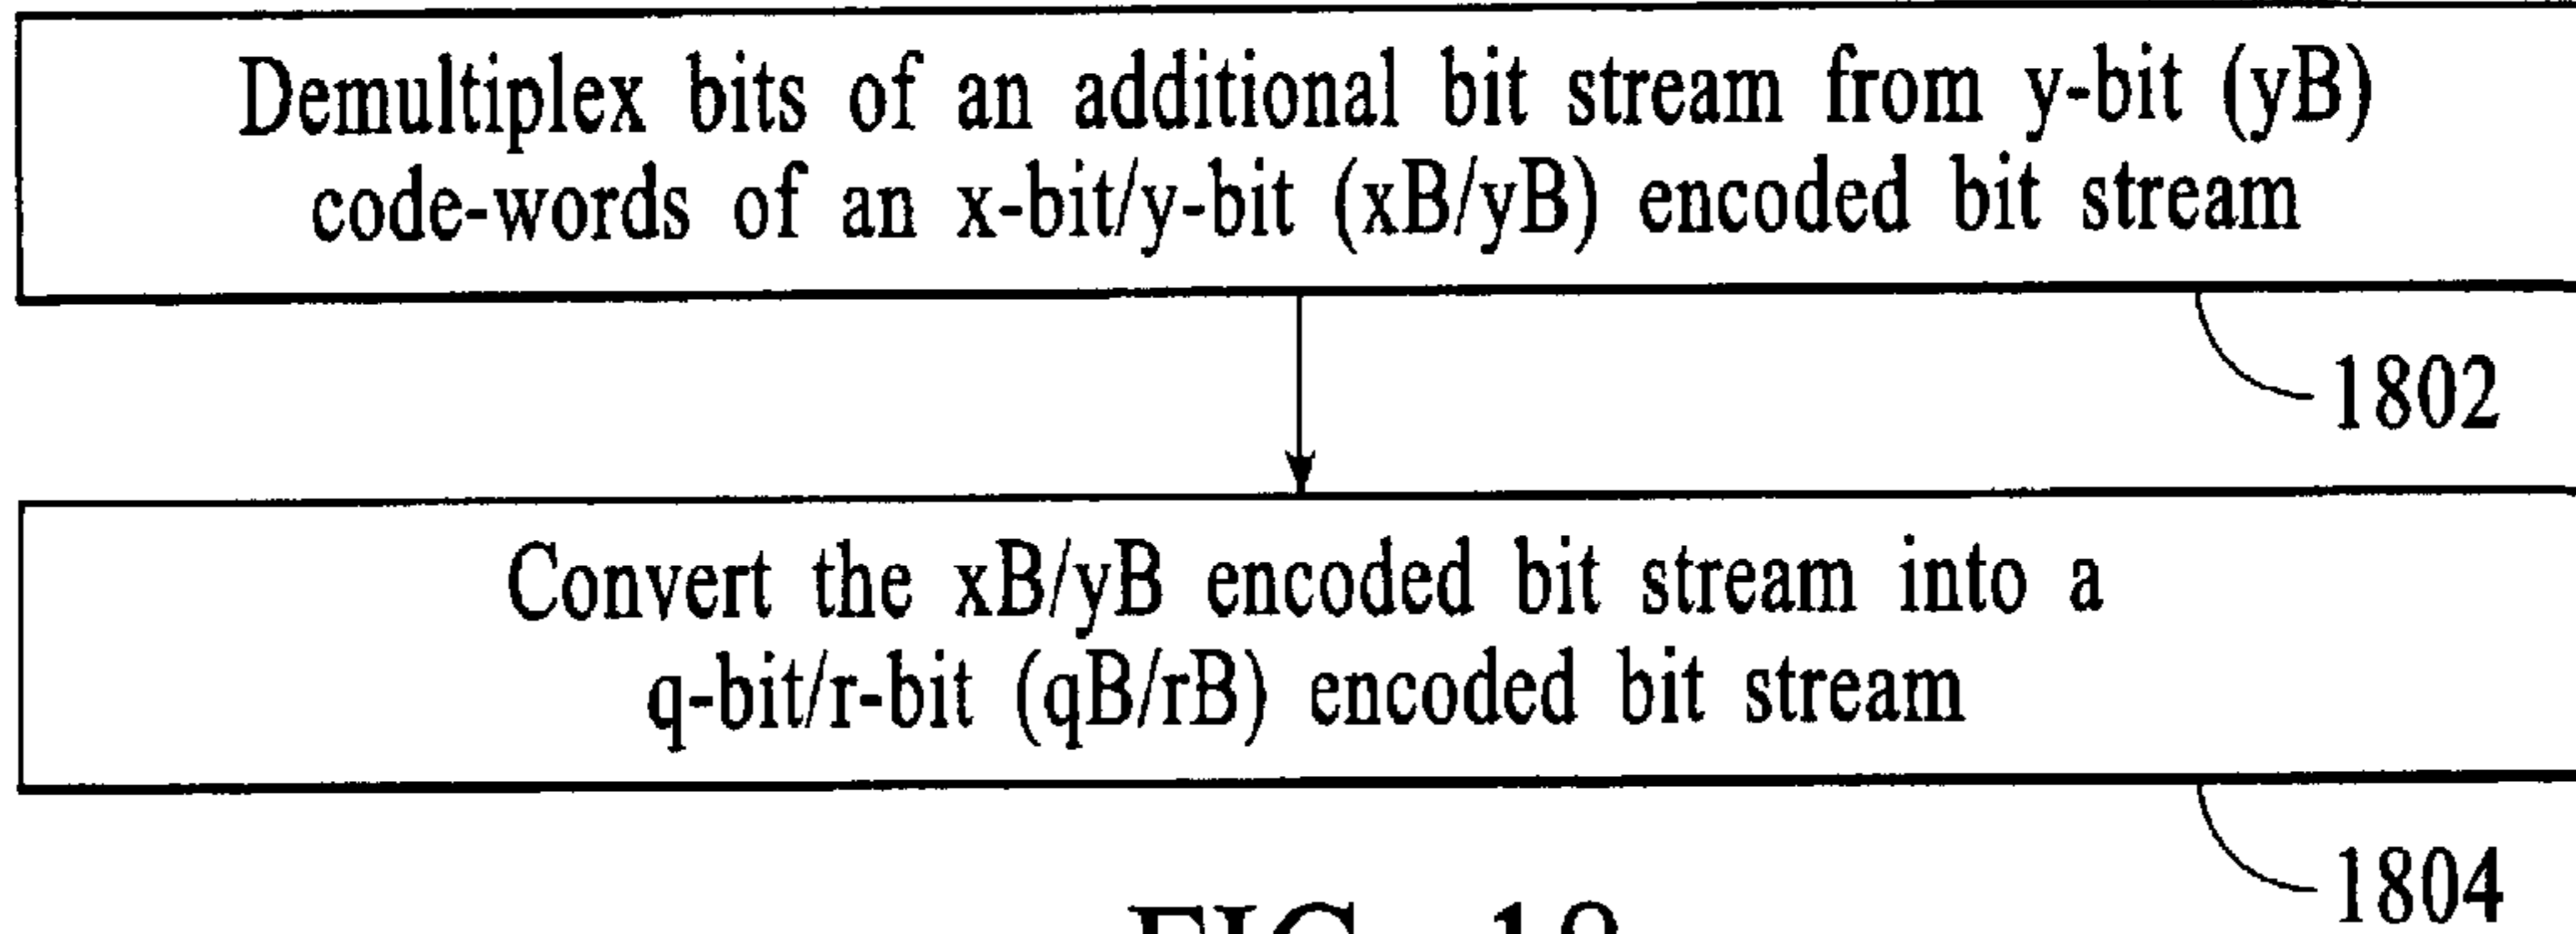 Demultiplex bits of an additional bit stream from y-bit (yB)
code-words of an x-bit/y-bit (xB/yB) encoded bit stream
1802
Convert the xB/yB encoded bit stream into a
q-bit/r-bit (qB/rB) encoded bit stream
1804